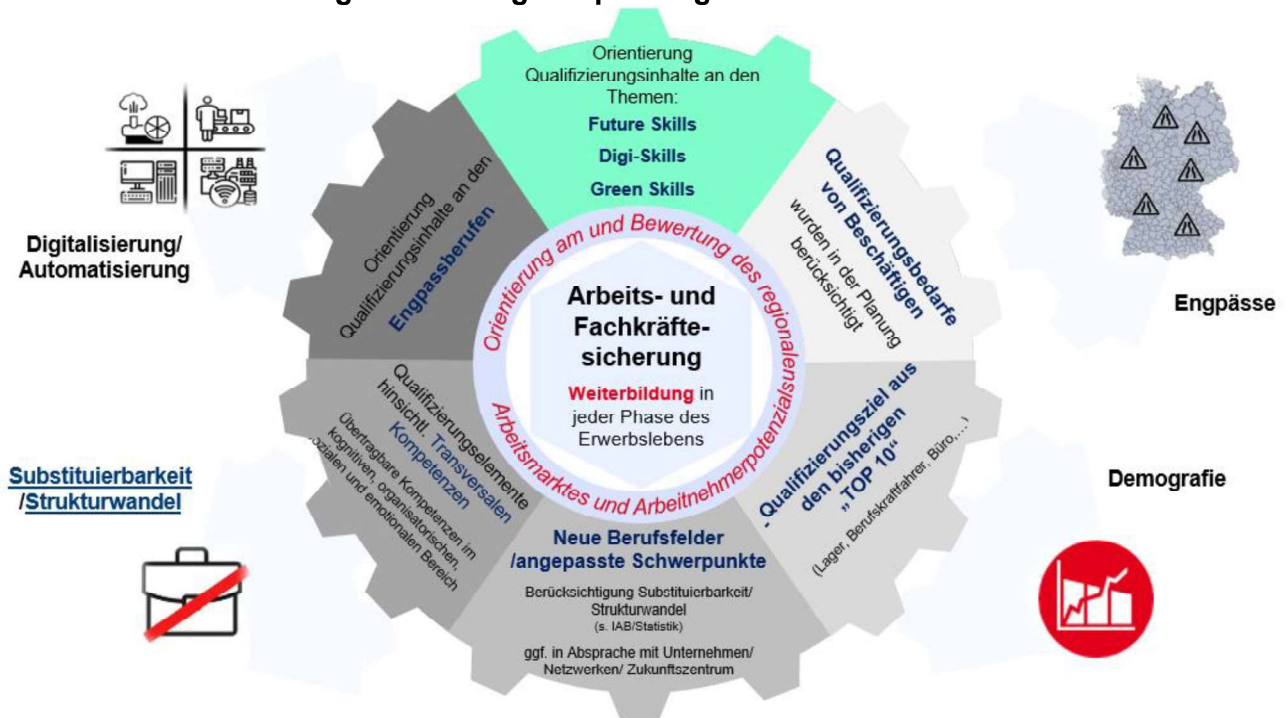 Orientierung
Qualifizierungsinhalte an den
Themen:
Future Skills
Digi-Skills
Green Skills
Qualifizierungsbedarfe
von Beschäftigen
wurden in der Planung
berücksichtigt
- Qualifizierungsziel aus
den bisherigen
„TOP 10“
(Lager, Berufskraftfahrer, Büro,…)
Neue Berufsfelder
/angepasste Schwerpunkte
Berücksichtigung Substituierbarkeit/
Strukturwandel
(s. IAB/Statistik)
ggf. in Absprache mit Unternehmen/
Netzwerken/ Zukunftszentrum
Qualifizierungselemente
hinsichtl. Transversalen
Kompetenzen
Übertragbare Kompetenzen im
kognitiven, organisatorischen,
sozialen und emotionalen Bereich
Orientierung
Qualifizierungsinhalte an den
Engpassberufen
Orientierung am und Bewertung des regionalen
Arbeitsmarktes und Arbeitnehmerpotenzials
Arbeits- und
Fachkräfte-
sicherung
Weiterbildung in
jeder Phase des
Erwerbslebens
Digitalisierung/
Automatisierung
Engpässe
Substituierbarkeit
/Strukturwandel
Demografie